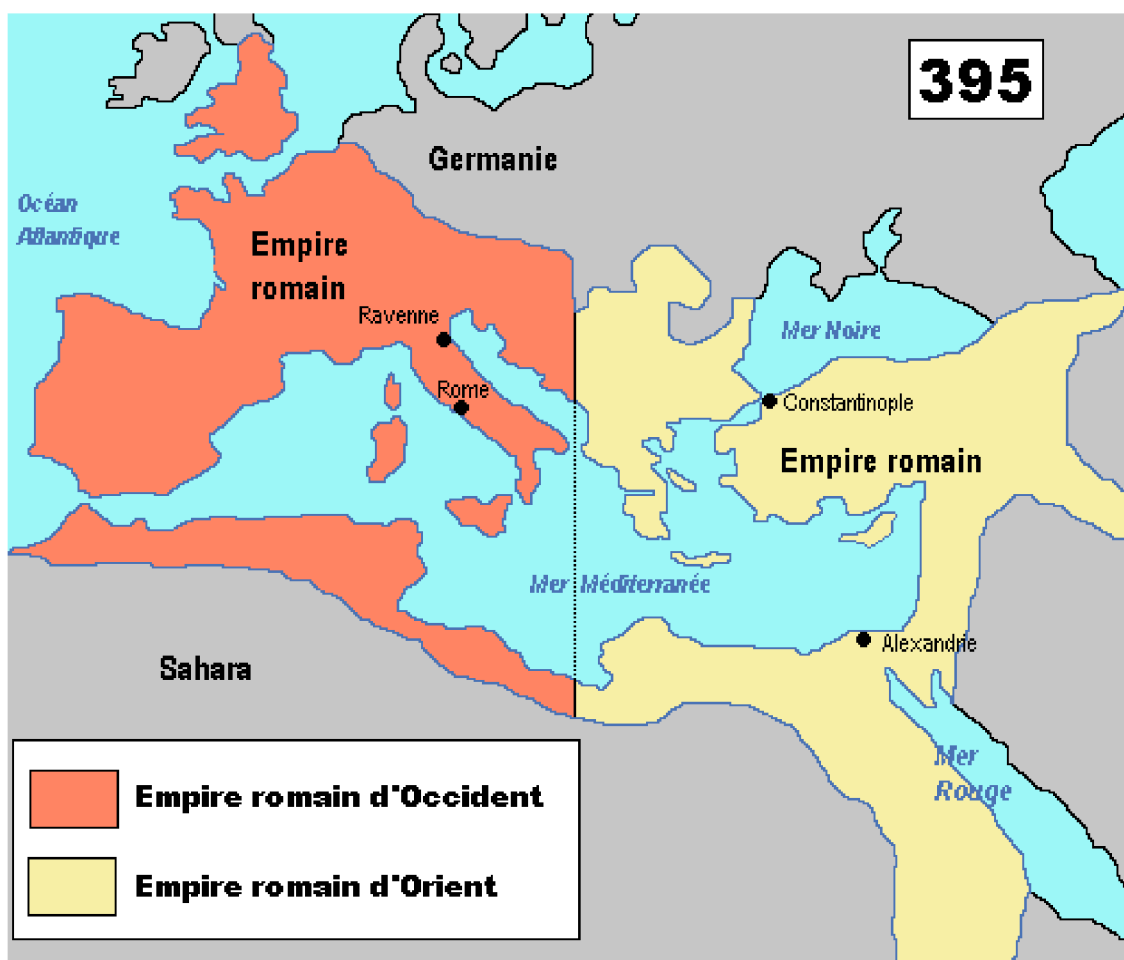 395
Germanie
Océan
Atlantique
Empire
romain
Ravenne
Mer Noire
Rome
Constantinople
Empire romain
Mer Méditerranée
Alexandrie
Sahara
Mer
Rouge
Empire romain d'Occident
Empire romain d'Orient